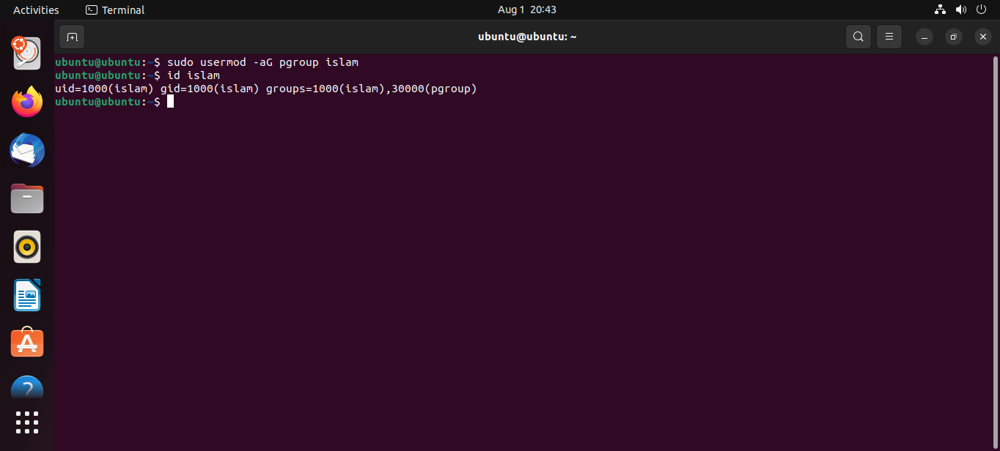 Activities
Terminal
Aug 1 20:43
ubuntu@ubuntu: ~
ubuntu@ubuntu:~$ sudo usermod -aG pgroup islam
ubuntu@ubuntu:~$ id islam
uid=1000(islam) gid=1000(islam) groups=1000(islam),30000(pgroup)
ubuntu@ubuntu:~$